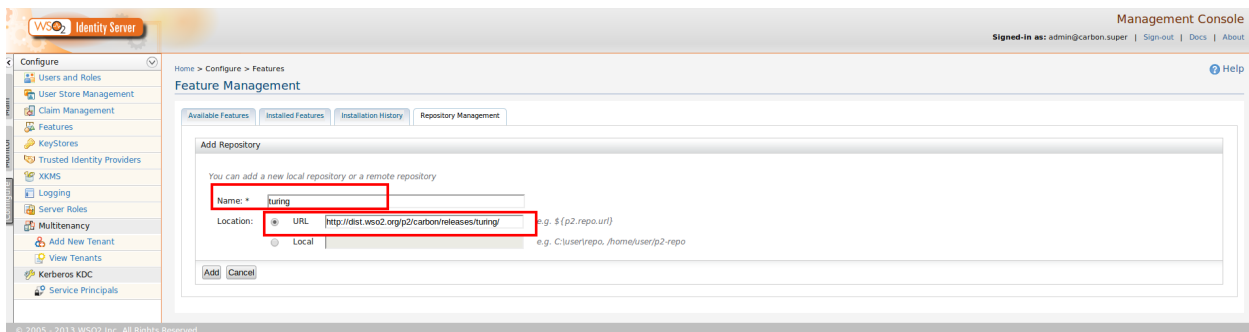 WSO2 Identity Server
Management Console
Signed-in as: admin@carbon.super | Sign-out | Docs | About
Configure
Users and Roles
User Store Management
Claim Management
Features
KeyStores
Trusted Identity Providers
XKMS
Logging
Server Roles
Multitenancy
Add New Tenant
View Tenants
Kerberos KDC
Service Principals
Home > Configure > Features
Help
Feature Management
Available Features Installed Features Installation History Repository Management
Add Repository
You can add a new local repository or a remote repository
Name: * turing
Location: URL http://dist.wso2.org/p2/carbon/releases/turing/ e.g. ${p2.repo.url}
Local e.g. C:\user\repo, /home/user/p2-repo
Add Cancel
© 2005 - 2013 WSO2 Inc. All Rights Reserved.